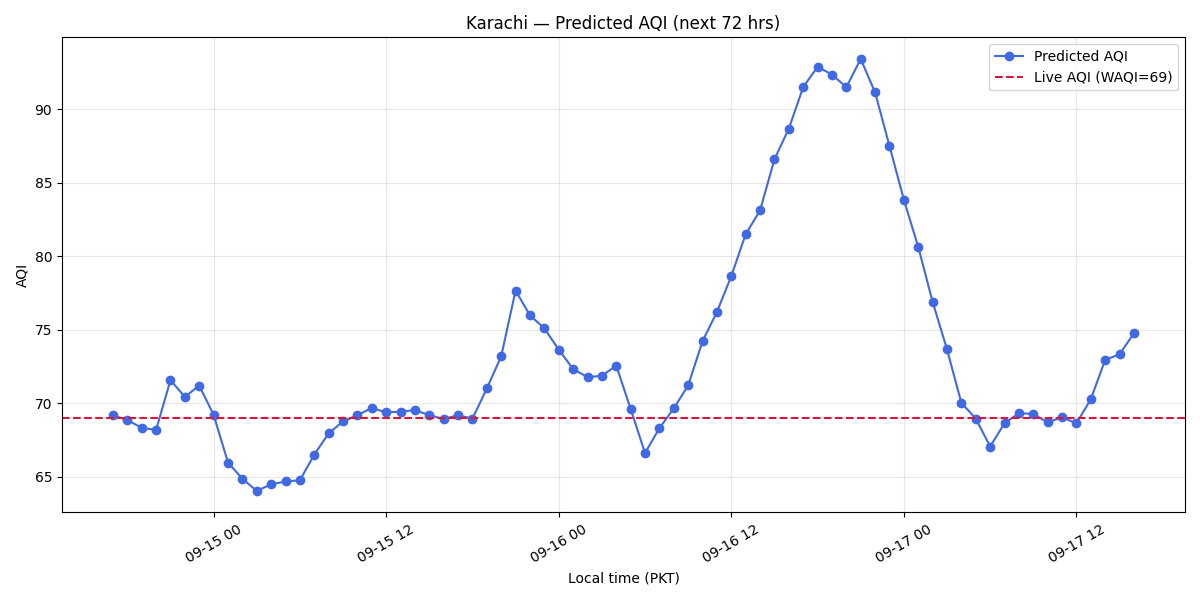 Karachi — Predicted AQI (next 72 hrs)
Predicted AQI
Live AQI (WAQI=69)
AQI
90
85
80
75
70
65
09-15 00
09-15 12
09-16 00
09-16 12
09-17 00
09-17 12
Local time (PKT)